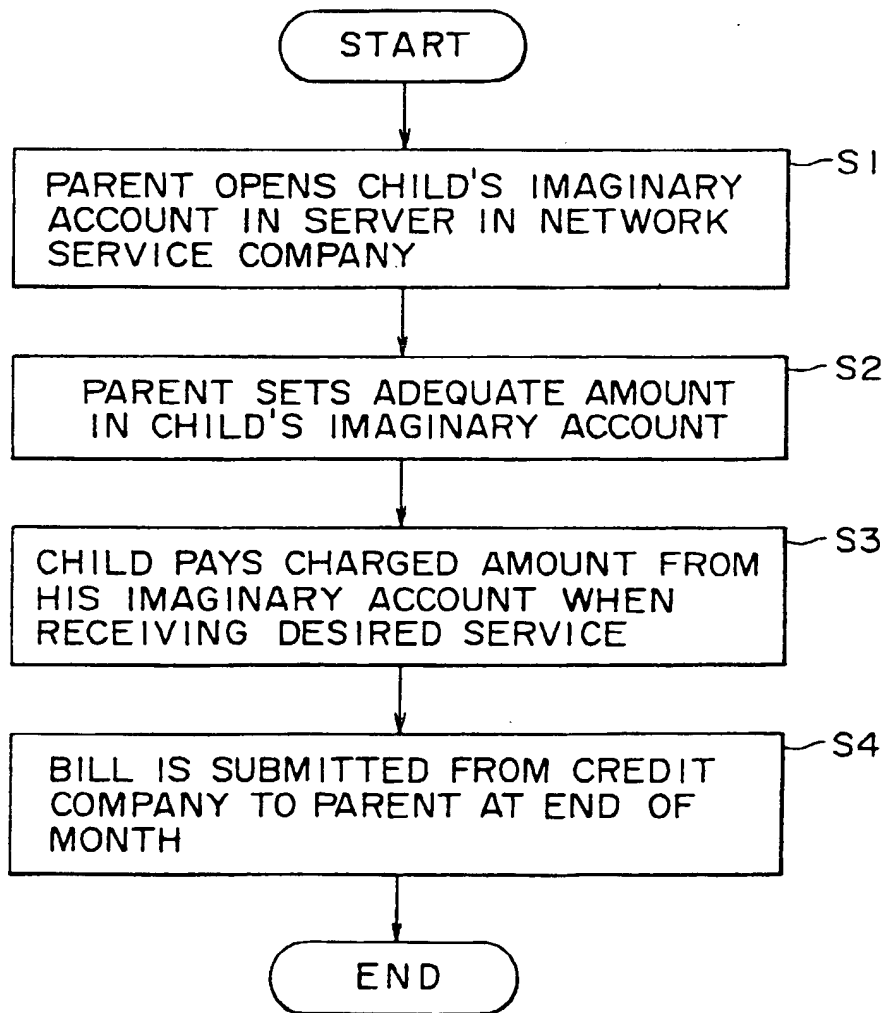 START
S1
PARENT OPENS CHILD'S IMAGINARY
ACCOUNT IN SERVER IN NETWORK
SERVICE COMPANY
S2
PARENT SETS ADEQUATE AMOUNT
IN CHILD'S IMAGINARY ACCOUNT
S3
CHILD PAYS CHARGED AMOUNT FROM
HIS IMAGINARY ACCOUNT WHEN
RECEIVING DESIRED SERVICE
S4
BILL IS SUBMITTED FROM CREDIT
COMPANY TO PARENT AT END OF
MONTH
END